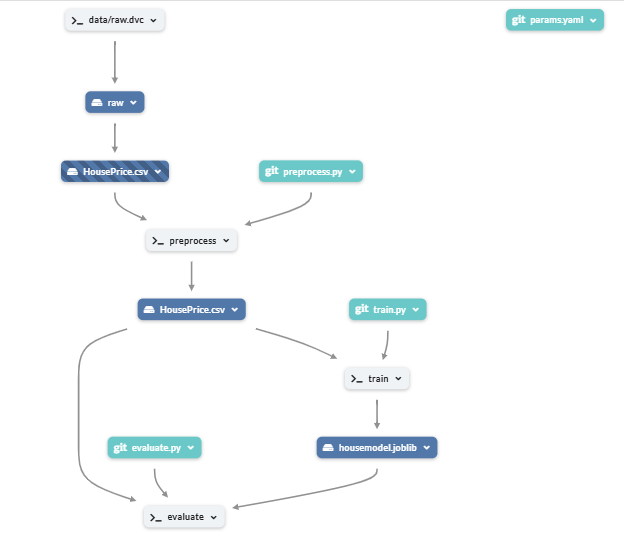 >_ data/raw.dvc
git params.yaml
raw
HousePrice.csv
git preprocess.py
>_ preprocess
HousePrice.csv
git train.py
>_ train
git evaluate.py
housemodel.joblib
>_ evaluate